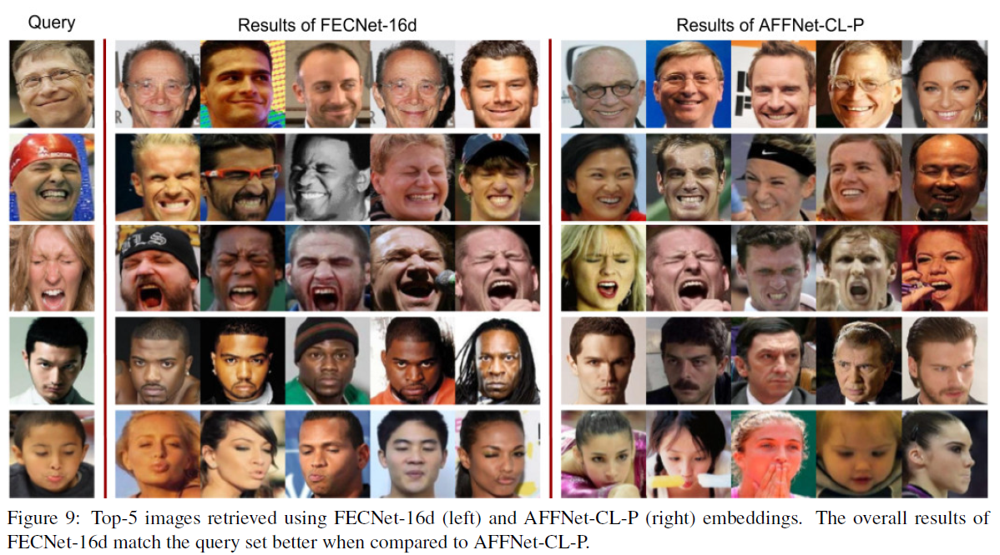 Query
Results of FECNet-16d
Results of AFFNet-CL-P
BLS
Figure 9: Top-5 images retrieved using FECNet-16d (left) and AFFNet-CL-P (right) embeddings. The overall results of
FECNet-16d match the query set better when compared to AFFNet-CL-P.